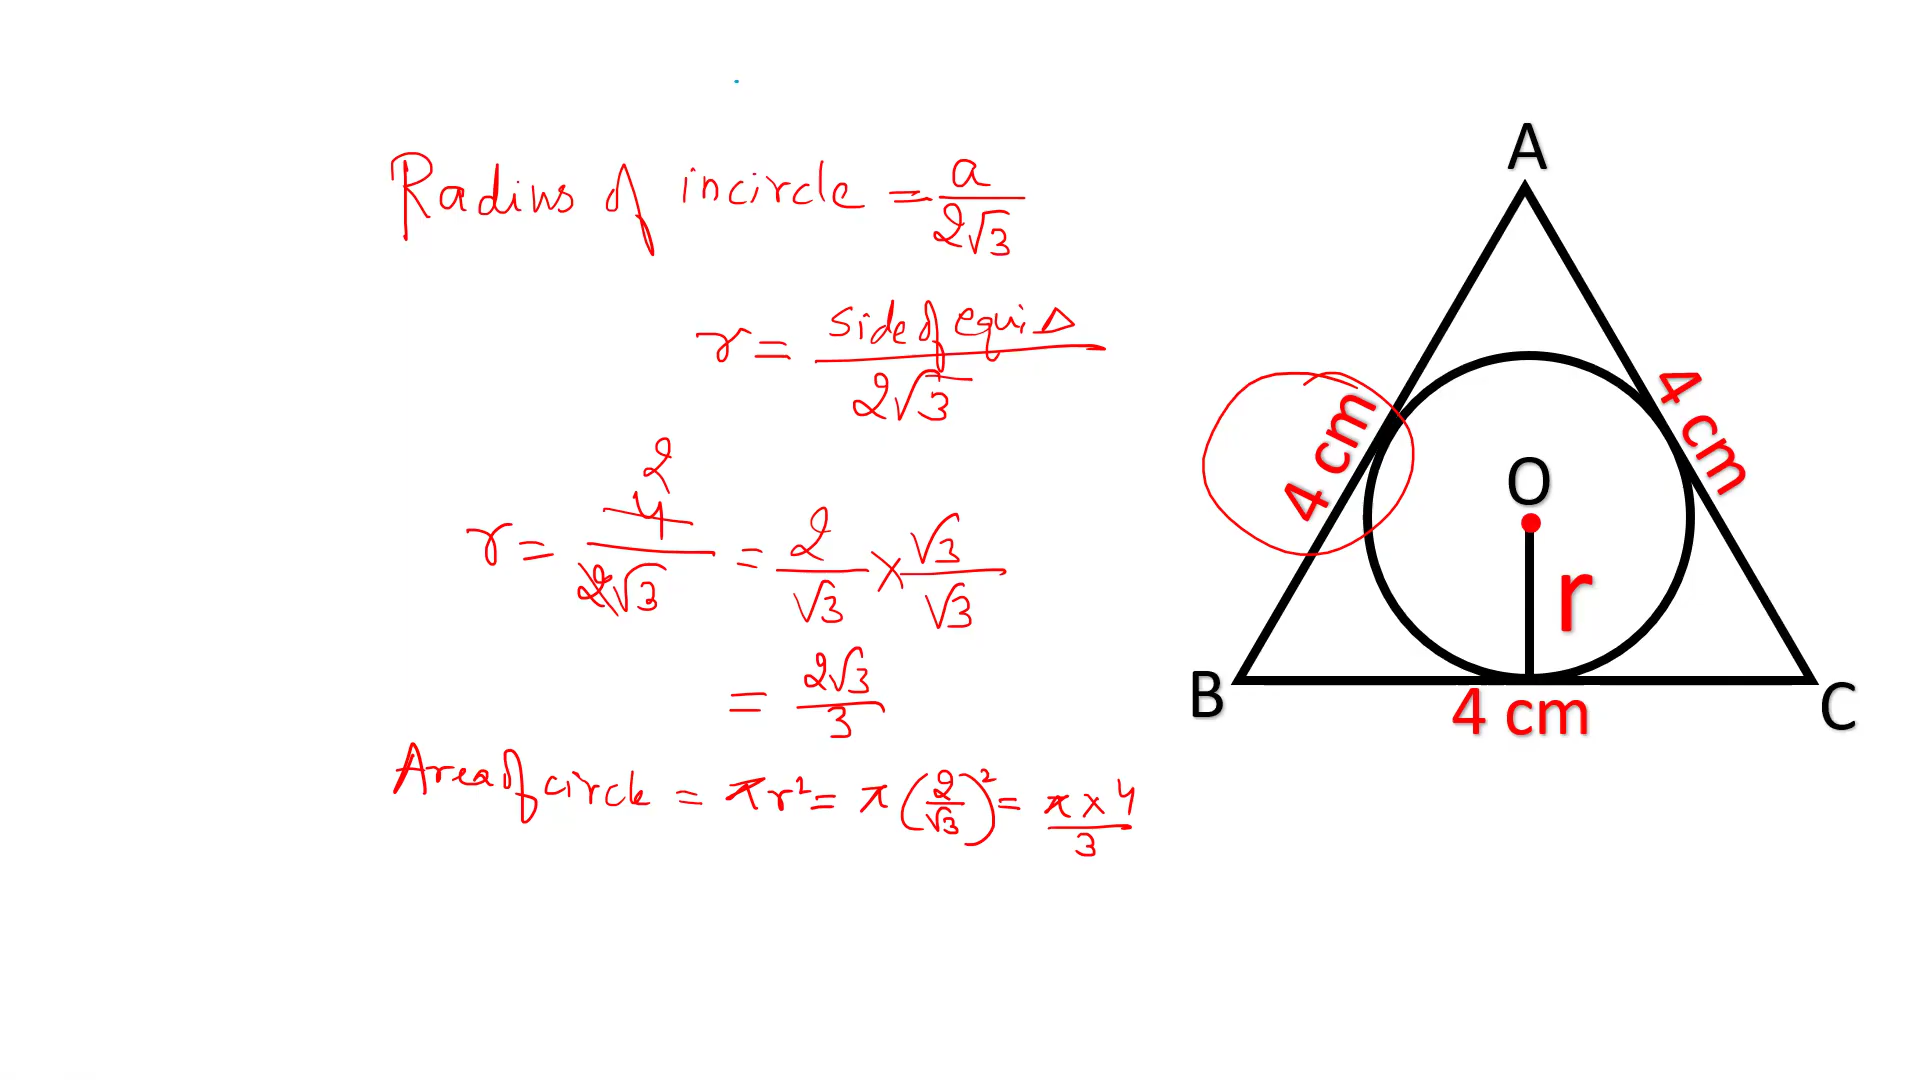 Radius of incircle = a/2√3
r = side of equi Δ/2√3
r = 4/2√3 2 = 2/√3 × √3/√3
= 2√3/3
Area of circle = πr² = π(2/√3)² = π×4/3
A
4 cm
4 cm
O
r
B
4 cm
C